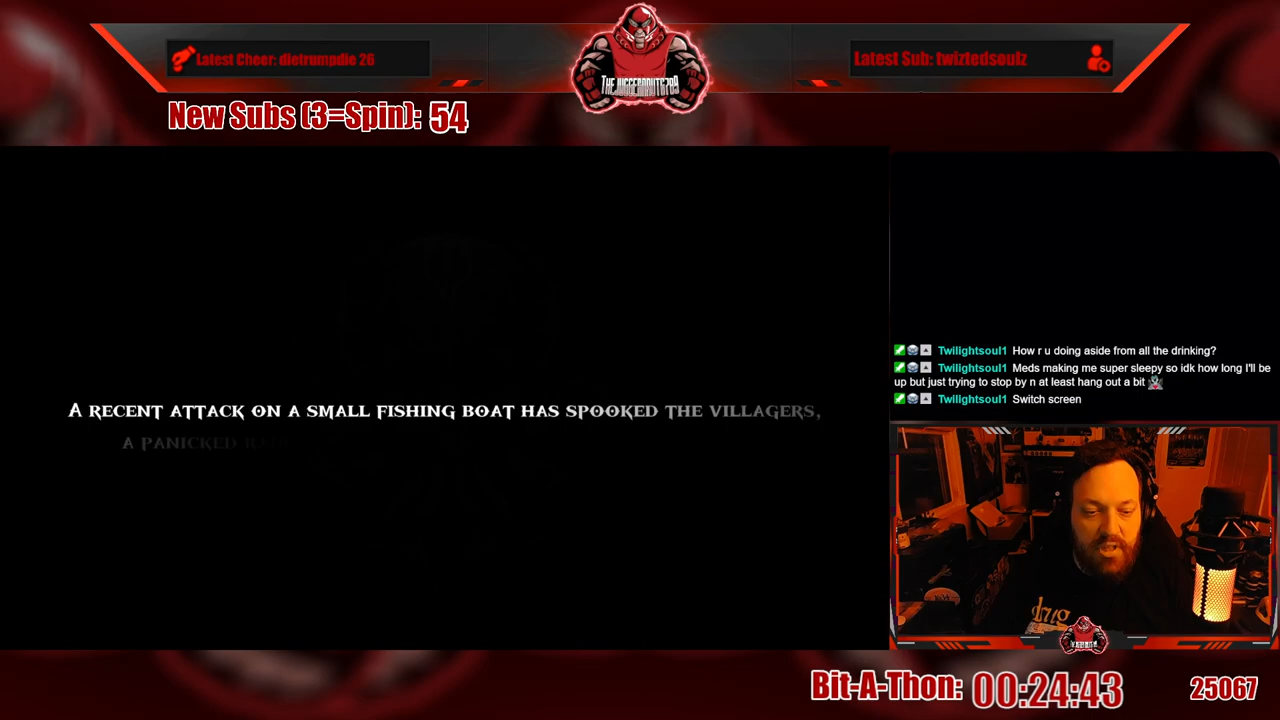 Latest Cheer: dietrumpdie 26
THEJUGGERNAUT6789
Latest Sub: twiztedsoulz
New Subs (3=Spin): 54
Twilightsoul1 How r u doing aside from all the drinking?
Twilightsoul1 Meds making me super sleepy so idk how long I'll be
up but just trying to stop by n at least hang out a bit
Twilightsoul1 Switch screen
A RECENT ATTACK ON A SMALL FISHING BOAT HAS SPOOKED THE VILLAGERS,
A PANICKED
drug
Bit-A-Thon: 00:24:43
25067